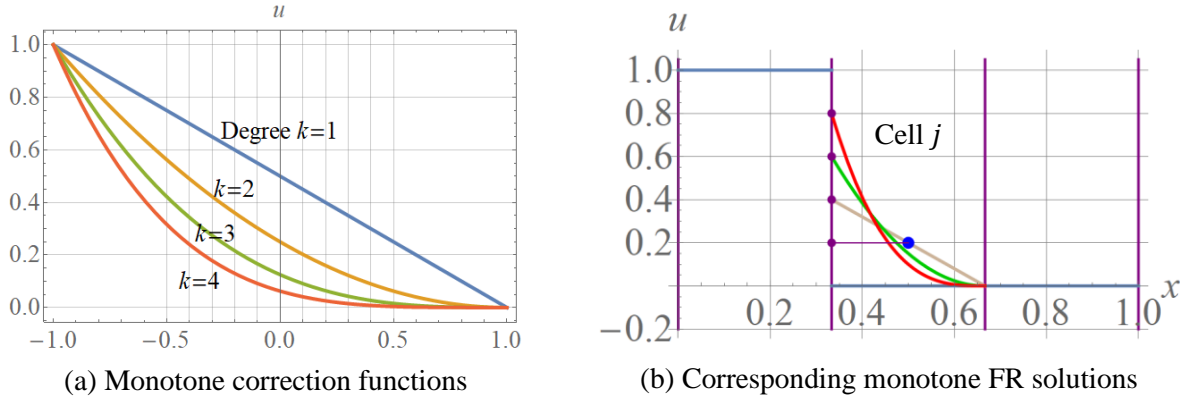 u
1.0
0.8
0.6
0.4
0.2
0.0
Degree k=1
k=2
k=3
k=4
−1.0 −0.5 0.0 0.5 1.0
(a) Monotone correction functions
u
1.0
0.8
0.6
0.4
0.2
−0.2
Cell j
0.2 0.4 0.6 0.8 1.0 x
(b) Corresponding monotone FR solutions